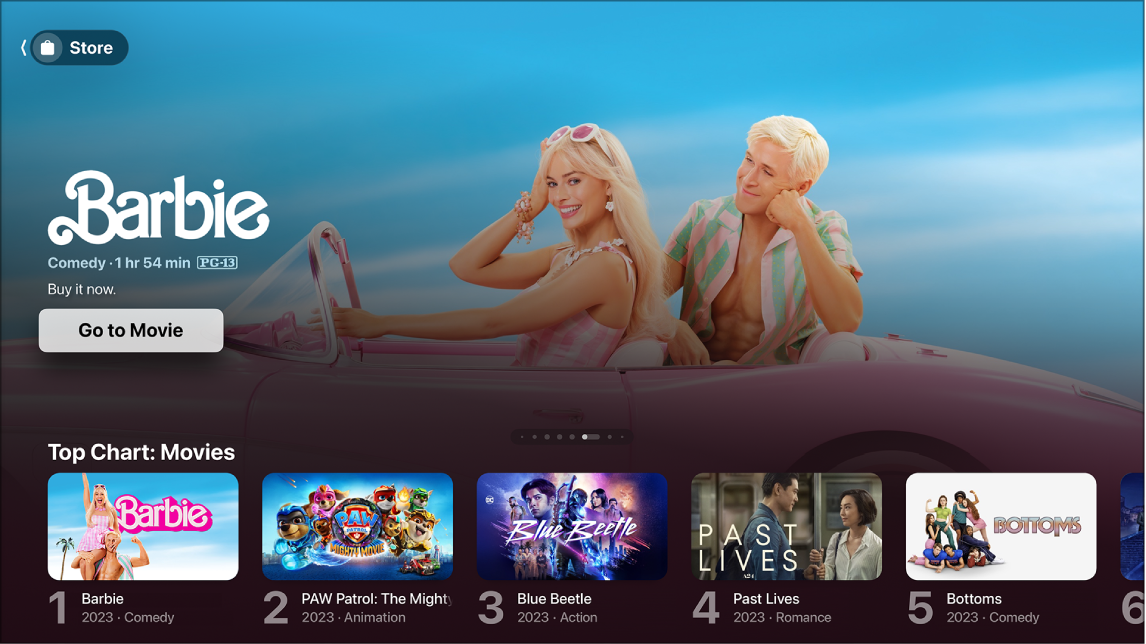 Store
Barbie
Comedy · 1 hr 54 min PG-13
Buy it now.
Go to Movie
Top Chart: Movies
Barbie
PAW PATROL
MIGHTY MOVIE
DC
Blue Beetle
PAST
LIVES
A24
BOTTOMS
1 Barbie
2023 · Comedy
2 PAW Patrol: The Mighty
2023 · Animation
3 Blue Beetle
2023 · Action
4 Past Lives
2023 · Romance
5 Bottoms
2023 · Comedy
6